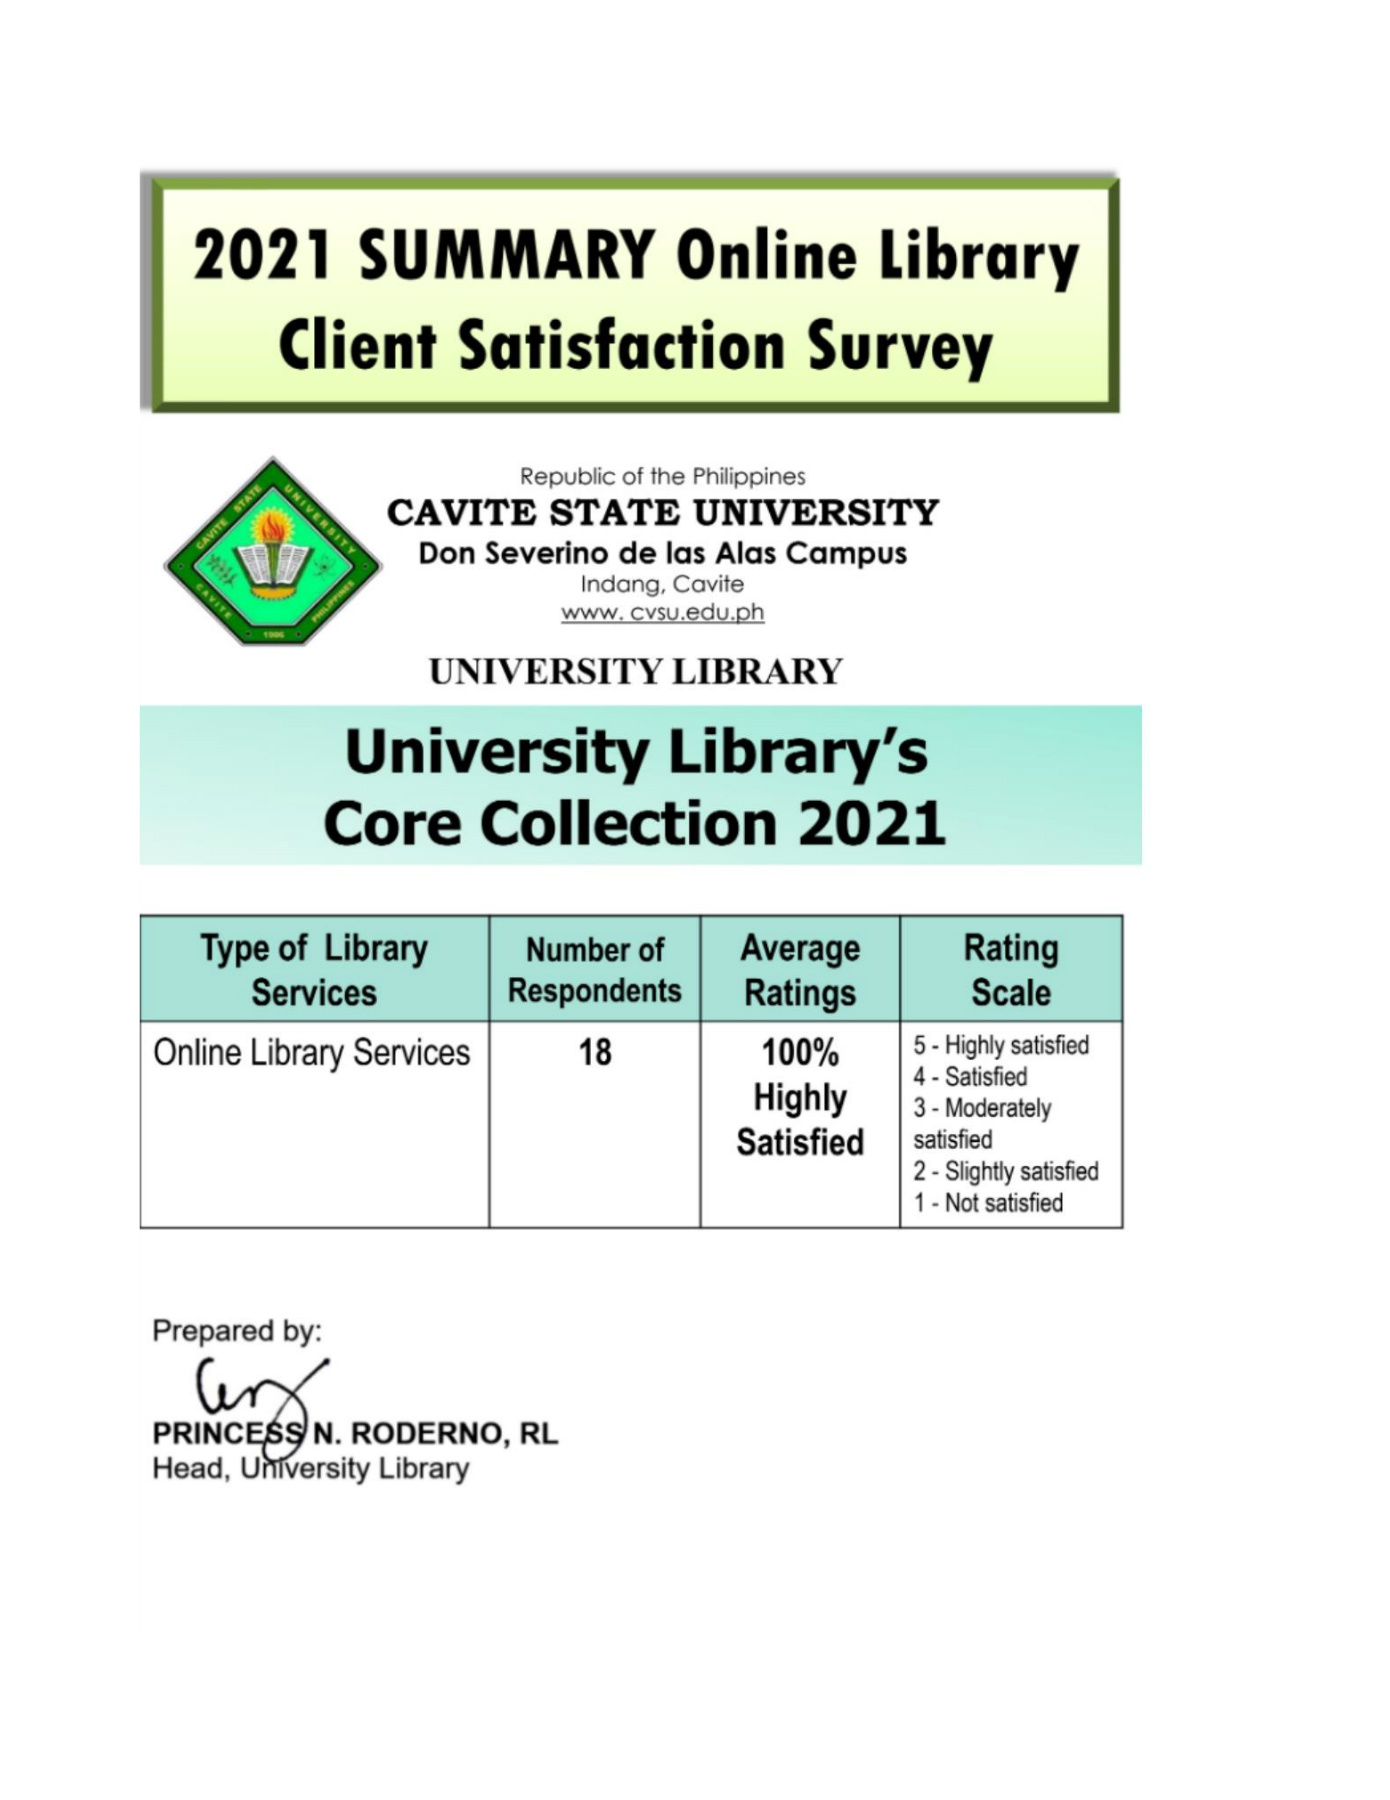 2021 SUMMARY Online Library
Client Satisfaction Survey
CAVITE STATE UNIVERSITY
CAVITE
PHILIPPINES
1906
Republic of the Philippines
CAVITE STATE UNIVERSITY
Don Severino de las Alas Campus
Indang, Cavite
www. cvsu.edu.ph
UNIVERSITY LIBRARY
University Library’s
Core Collection 2021
Type of Library
Services
Number of
Respondents
Average
Ratings
Rating
Scale
Online Library Services
18
100%
Highly
Satisfied
5 - Highly satisfied
4 - Satisfied
3 - Moderately
satisfied
2 - Slightly satisfied
1 - Not satisfied
Prepared by:
PRINCESS N. RODERNO, RL
Head, University Library